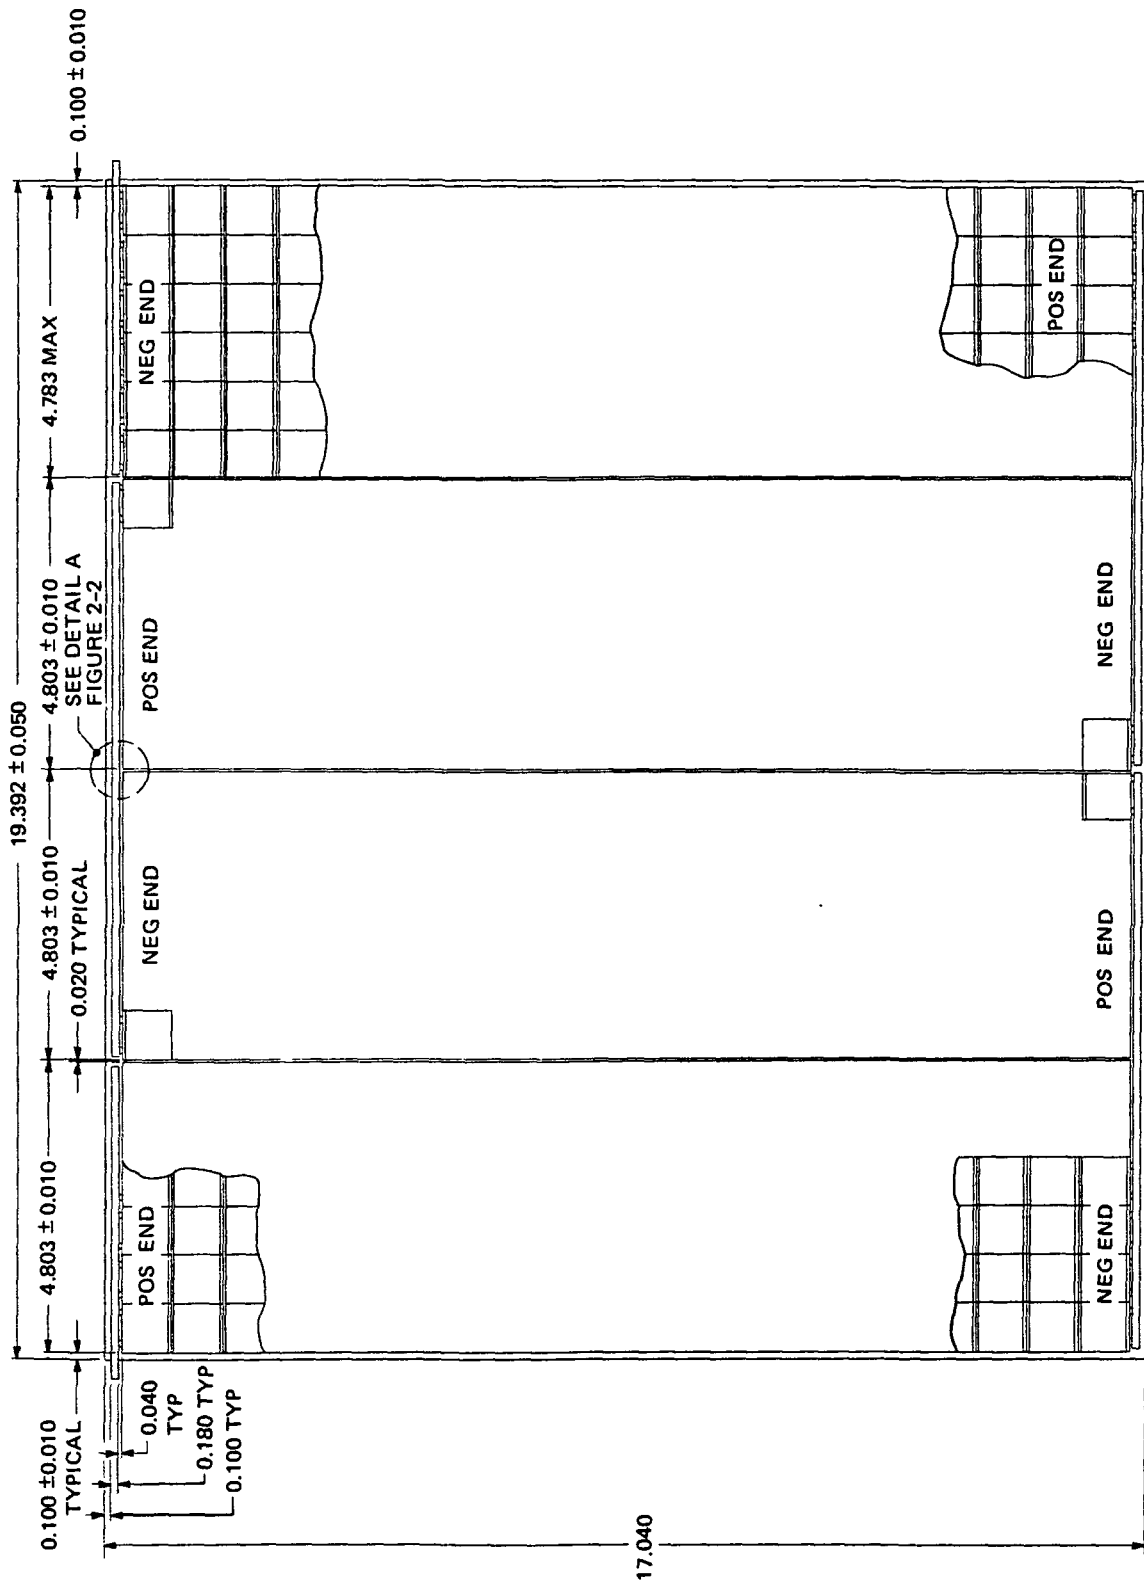 19.392 ± 0.050
0.100 ± 0.010
TYPICAL
4.803 ± 0.010
4.803 ± 0.010
4.803 ± 0.010
4.783 MAX
0.100 ± 0.010
0.020 TYPICAL
SEE DETAIL A
FIGURE 2-2
0.040
TYP
0.180 TYP
0.100 TYP
POS END
NEG END
POS END
NEG END
17.040
NEG END
POS END
NEG END
POS END